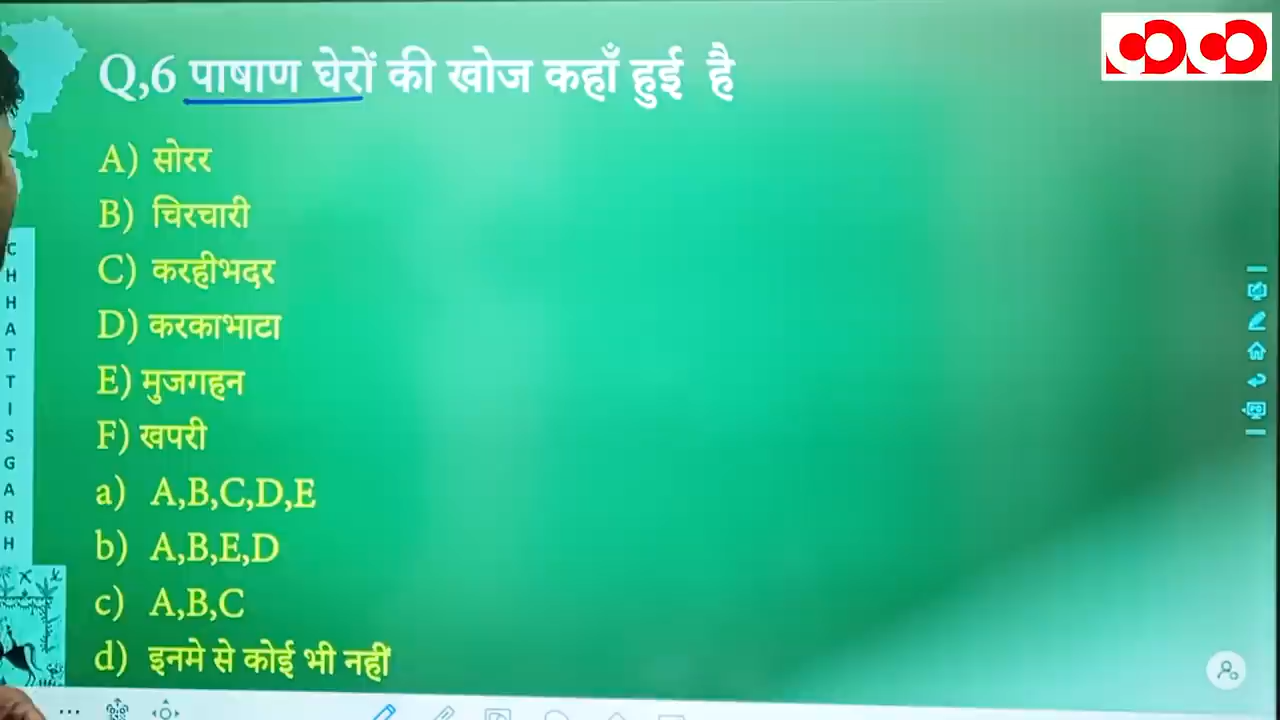 Q,6 पाषाण घेरों की खोज कहाँ हुई है
A) सोरर
B) चिरचारी
C) करहीभदर
D) करकाभाटा
E) मुजगहन
F) खपरी
a) A,B,C,D,E
b) A,B,E,D
c) A,B,C
d) इनमे से कोई भी नहीं
CHHATTISGARH